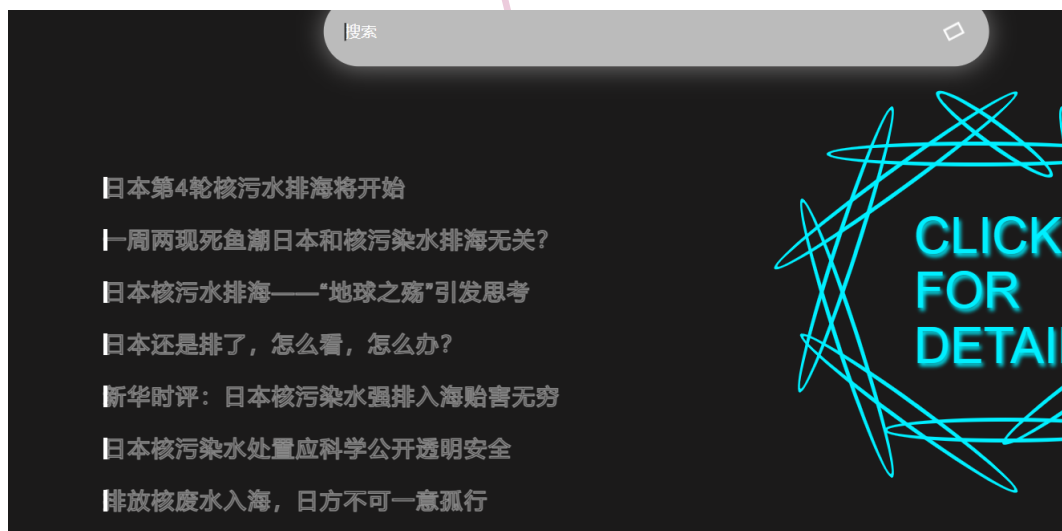 搜索
日本第4轮核污水排海将开始
一周两现死鱼潮日本和核污染水排海无关？
日本核污水排海——“地球之殇”引发思考
日本还是排了，怎么看，怎么办？
新华时评：日本核污染水强排入海贻害无穷
日本核污染水处置应科学公开透明安全
排放核废水入海，日方不可一意孤行
CLICK
FOR
DETAI